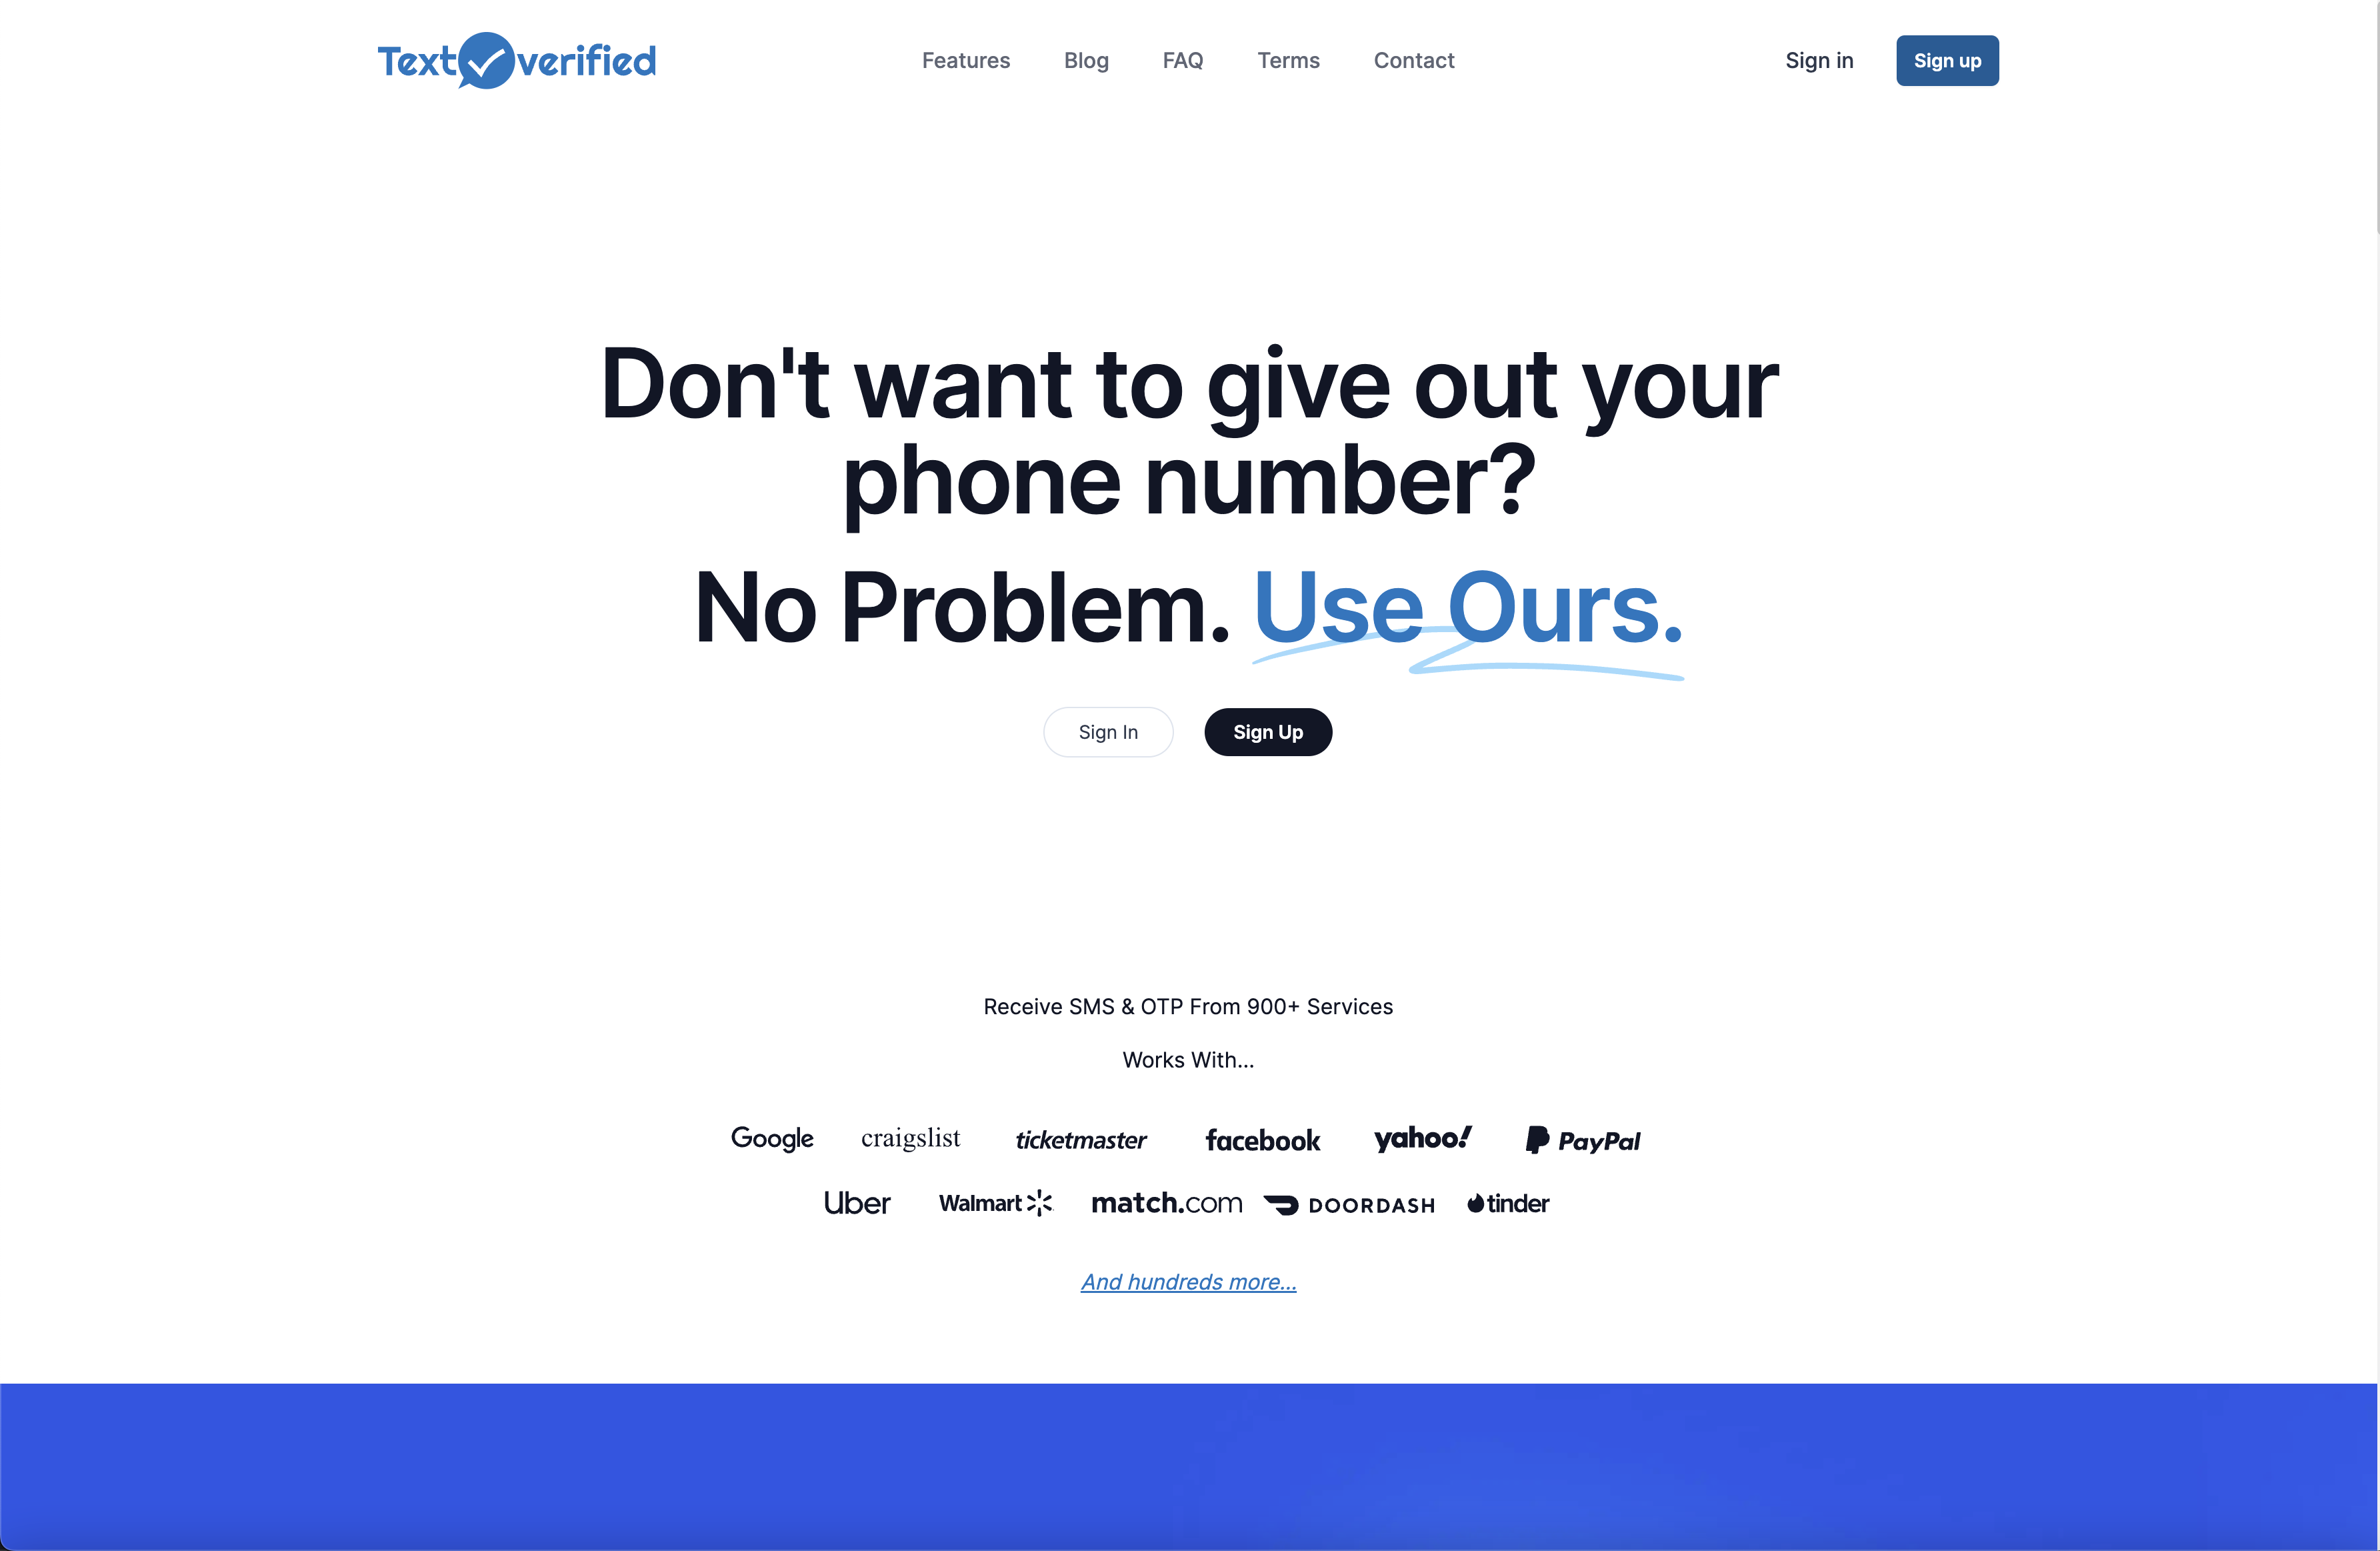 Text verified
Features Blog FAQ Terms Contact
Sign in Sign up
Don't want to give out your
phone number?
No Problem. Use Ours.
Sign In Sign Up
Receive SMS & OTP From 900+ Services
Works With...
Google craigslist ticketmaster facebook yahoo! PayPal
Uber Walmart match.com DOORDASH tinder
And hundreds more...